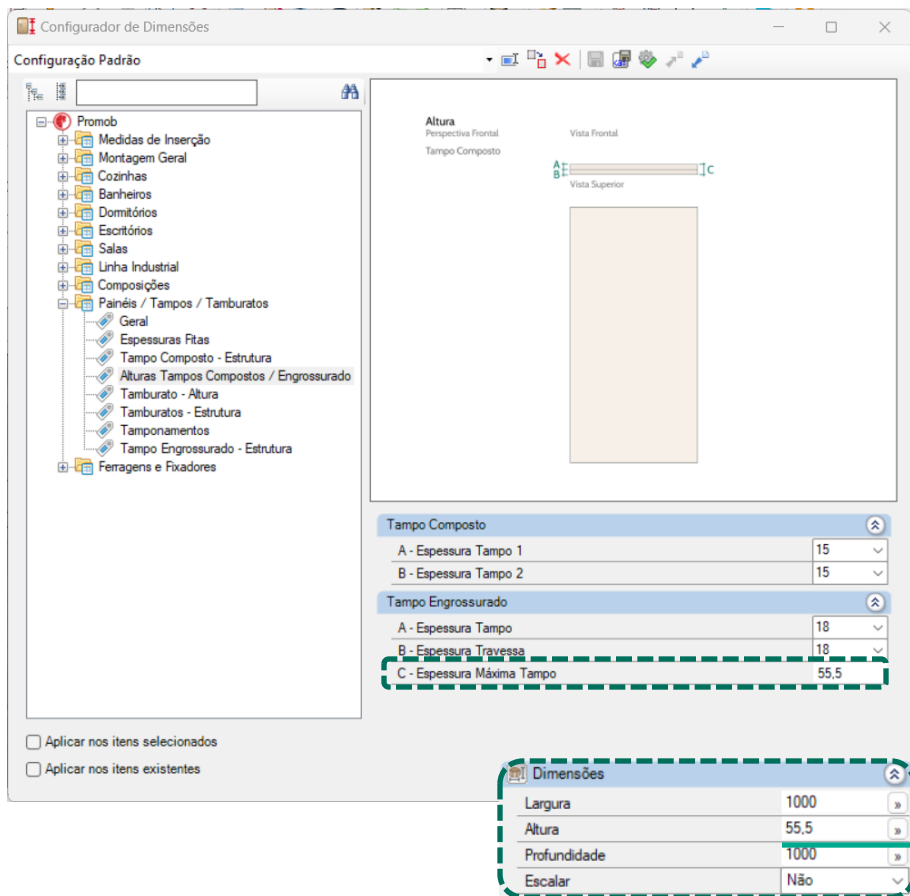 Configurador de Dimensões
Configuração Padrão
Promob
Medidas de Inserção
Montagem Geral
Cozinhas
Banheiros
Dormitórios
Escritórios
Salas
Linha Industrial
Composições
Painéis / Tampos / Tamburatos
Geral
Espessuras Fitas
Tampo Composto - Estrutura
Alturas Tampos Compostos / Engrossurado
Tamburato - Altura
Tamburatos - Estrutura
Tamponamentos
Tampo Engrossurado - Estrutura
Ferragens e Fixadores
Aplicar nos itens selecionados
Aplicar nos itens existentes
Altura
Perspectiva Frontal Vista Frontal
Tampo Composto
A
B
C
Vista Superior
Tampo Composto
A - Espessura Tampo 1 15
B - Espessura Tampo 2 15
Tampo Engrossurado
A - Espessura Tampo 18
B - Espessura Travessa 18
C - Espessura Máxima Tampo 55,5
Dimensões
Largura 1000
Altura 55,5
Profundidade 1000
Escalar Não